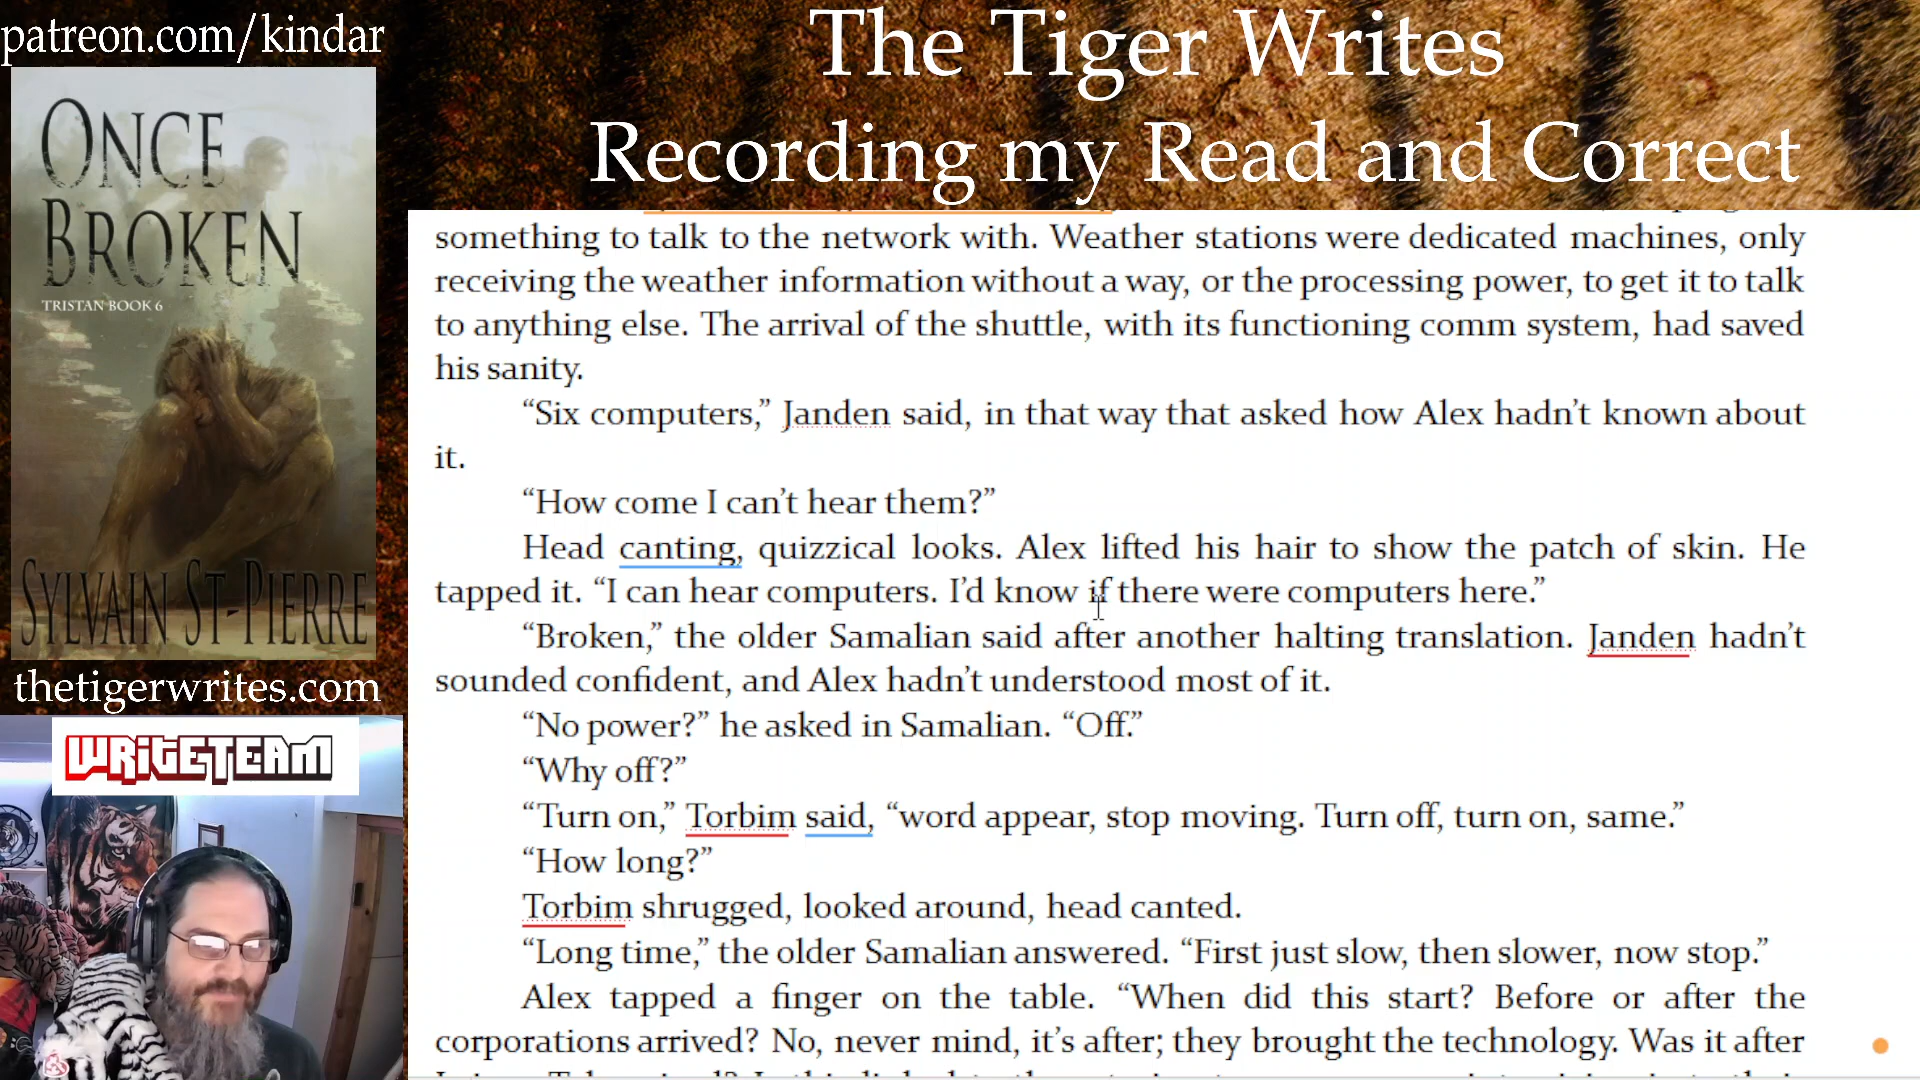 patreon.com/kindar
The Tiger Writes
Recording my Read and Correct
ONCE
BROKEN
TRISTAN BOOK 6
SYLVAIN ST-PIERRE
thetigerwrites.com
WRITETEAM
something to talk to the network with. Weather stations were dedicated machines, only
receiving the weather information without a way, or the processing power, to get it to talk
to anything else. The arrival of the shuttle, with its functioning comm system, had saved
his sanity.
“Six computers,” Janden said, in that way that asked how Alex hadn’t known about
it.
“How come I can’t hear them?”
Head canting, quizzical looks. Alex lifted his hair to show the patch of skin. He
tapped it. “I can hear computers. I’d know if there were computers here.”
“Broken,” the older Samalian said after another halting translation. Janden hadn’t
sounded confident, and Alex hadn’t understood most of it.
“No power?” he asked in Samalian. “Off.”
“Why off?”
“Turn on,” Torbim said, “word appear, stop moving. Turn off, turn on, same.”
“How long?”
Torbim shrugged, looked around, head canted.
“Long time,” the older Samalian answered. “First just slow, then slower, now stop.”
Alex tapped a finger on the table. “When did this start? Before or after the
corporations arrived? No, never mind, it’s after; they brought the technology. Was it after